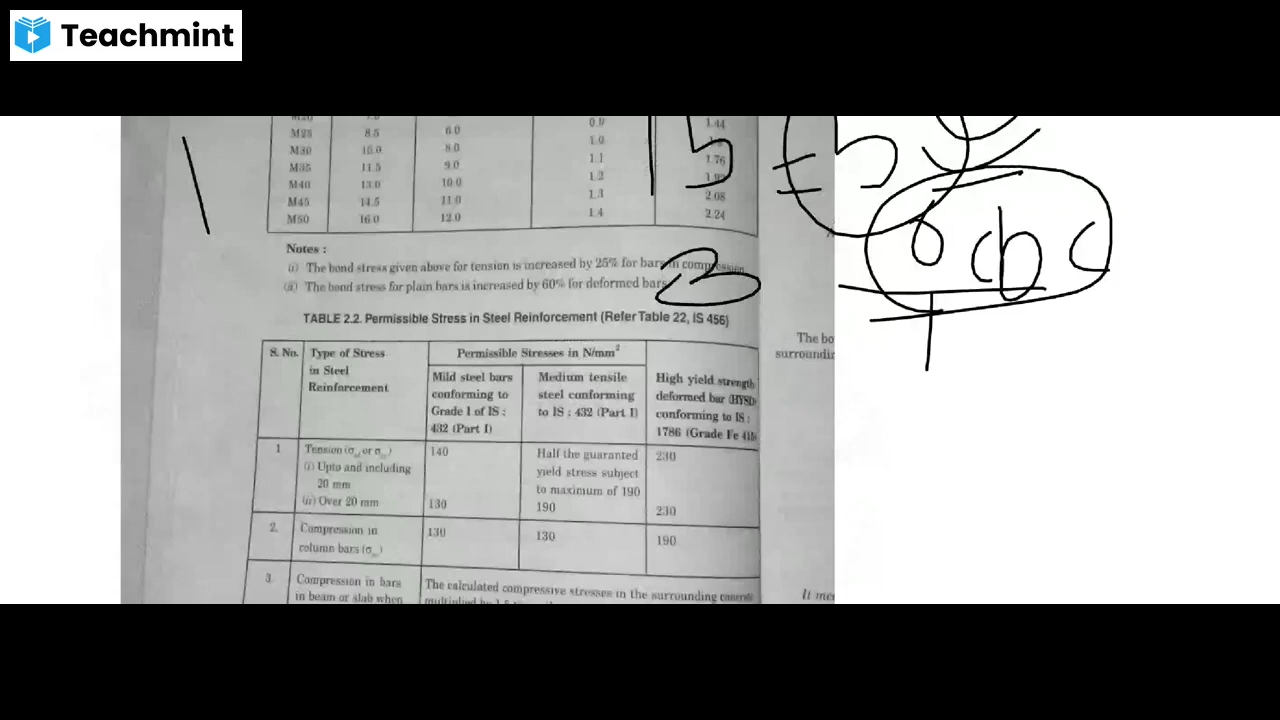 Teachmint
0.9 1.44
M25 8.5 6.0 1.0
M30 10.0 8.0 1.1 1.76
M35 11.5 9.0 1.2 1.92
M40 13.0 10.0 1.3 2.08
M45 14.5 11.0 1.4 2.24
M50 16.0 12.0
Notes :
(i) The bond stress given above for tension is increased by 25% for bars in compression
(ii) The bond stress for plain bars is increased by 60% for deformed bars
TABLE 2.2. Permissible Stress in Steel Reinforcement (Refer Table 22, IS 456)
S. No. Type of Stress in Steel Reinforcement
Permissible Stresses in N/mm²
Mild steel bars conforming to Grade I of IS : 432 (Part I)
Medium tensile steel conforming to IS : 432 (Part I)
High yield strength deformed bar (HYSD) conforming to IS : 1786 (Grade Fe 415
1 Tension
(i) Upto and including 20 mm 140 Half the guaranted yield stress subject to maximum of 190 230
(ii) Over 20 mm 130 190 230
2. Compression in column bars 130 130 190
3. Compression in bars in beam or slab when
The calculated compressive stresses in the surrounding concrete
The bo
surroundin
It me